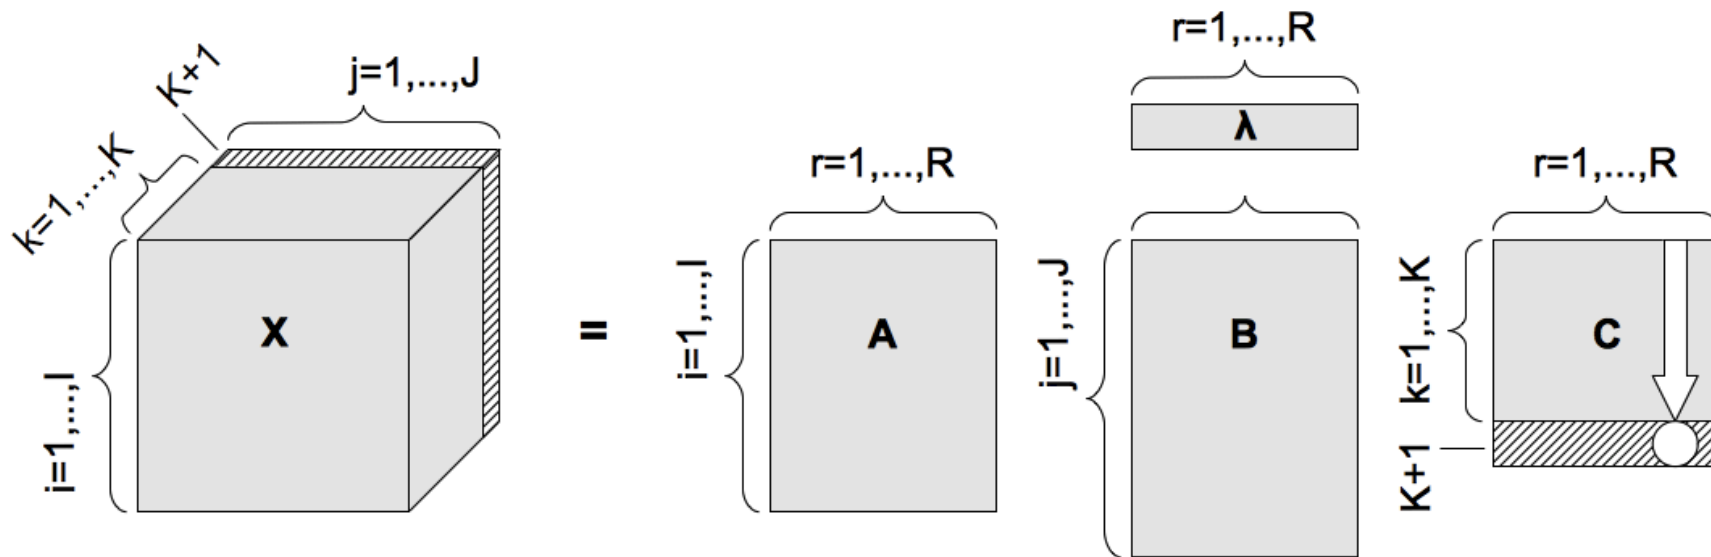 K+1
j=1,...,J
k=1,...,K
i=1,...,I
X
=
r=1,...,R
i=1,...,I
A
r=1,...,R
λ
j=1,...,J
B
r=1,...,R
k=1,...,K
K+1
C